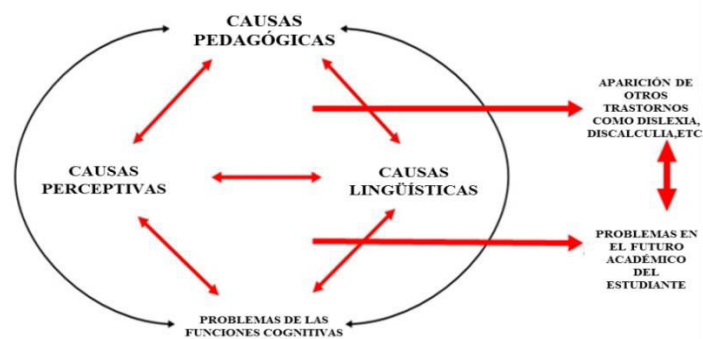 CAUSAS
PEDAGÓGICAS
APARICIÓN DE
OTROS
TRASTORNOS
COMO DISLEXIA,
DISCALCULIA,ETC
CAUSAS
PERCEPTIVAS
CAUSAS
LINGÜÍSTICAS
PROBLEMAS EN
EL FUTURO
ACADÉMICO
DEL
ESTUDIANTE
PROBLEMAS DE LAS
FUNCIONES COGNITIVAS